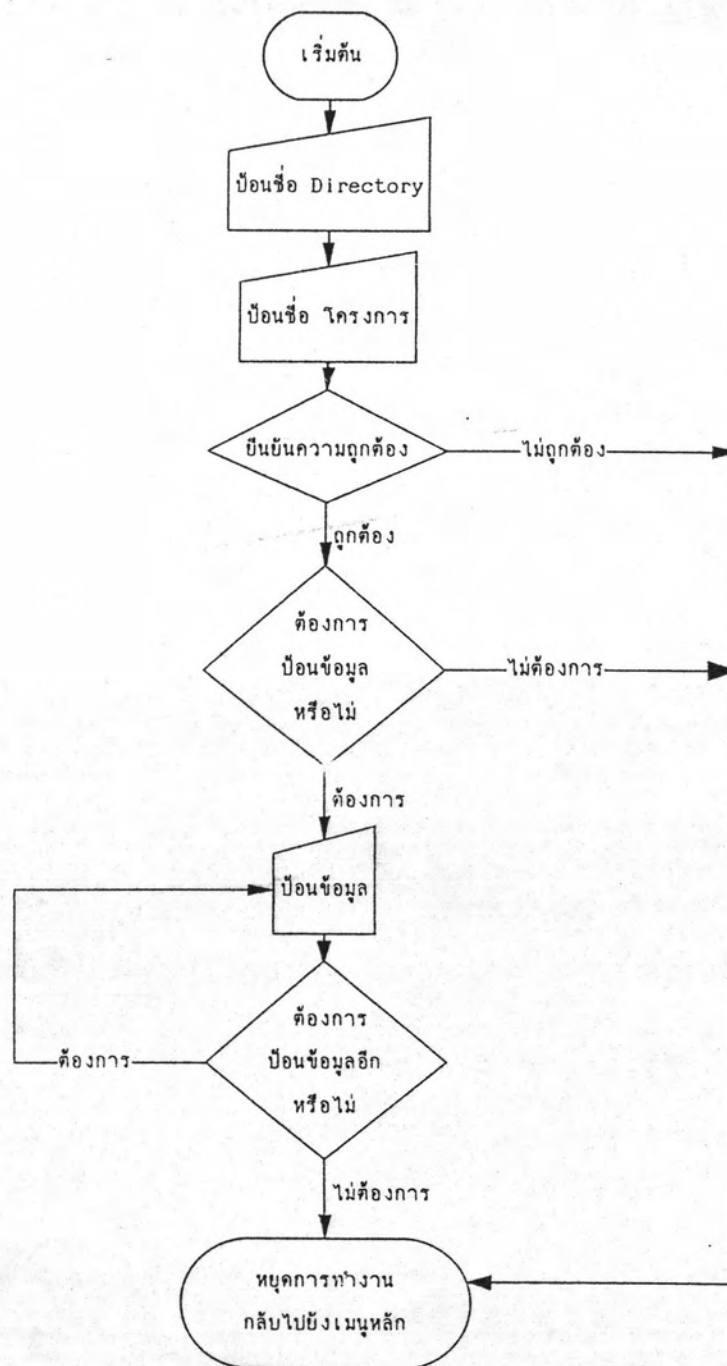 เริ่มต้น
ป้อนชื่อ Directory
ป้อนชื่อ โครงการ
ยืนยันความถูกต้อง
ไม่ถูกต้อง
ถูกต้อง
ต้องการ
ป้อนข้อมูล
หรือไม่
ไม่ต้องการ
ต้องการ
ป้อนข้อมูล
ต้องการ
ป้อนข้อมูลอีก
หรือไม่
ต้องการ
ไม่ต้องการ
หยุดการทำงาน
กลับไปยังเมนูหลัก